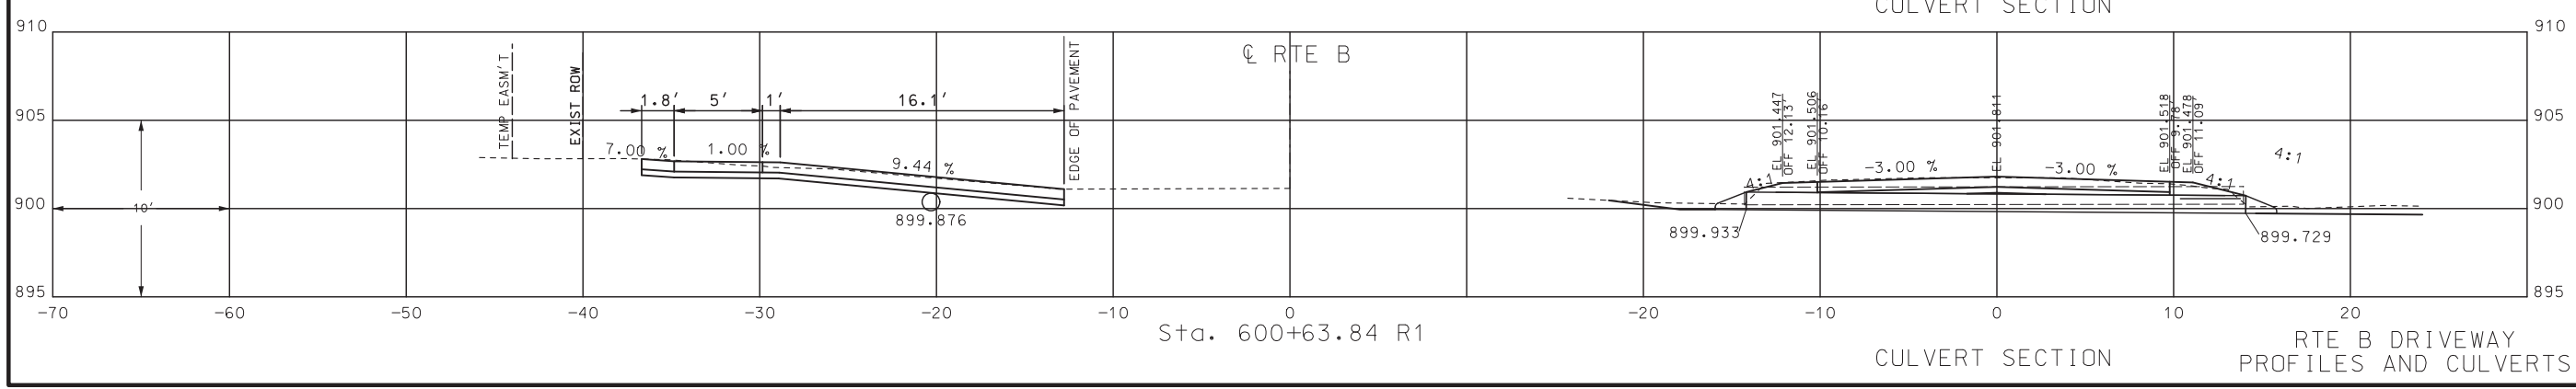 CULVERT SECTION
910
910
℄ RTE B
TEMP EASM'T
EXIST ROW
EDGE OF PAVEMENT
1.8'
5'
1'
16.1'
905
905
EL 901.447
OFF 12.13'
EL 901.506
OFF 10.16'
EL 901.811
EL 901.518
OFF 9.78'
EL 901.478
OFF 11.09'
7.00 %
1.00 %
9.44 %
-3.00 %
-3.00 %
4:1
4:1
4:1
900
10'
900
899.876
899.933
899.729
895
895
-70
-60
-50
-40
-30
-20
-10
0
-20
-10
0
10
20
Sta. 600+63.84 R1
CULVERT SECTION
RTE B DRIVEWAY
PROFILES AND CULVERTS